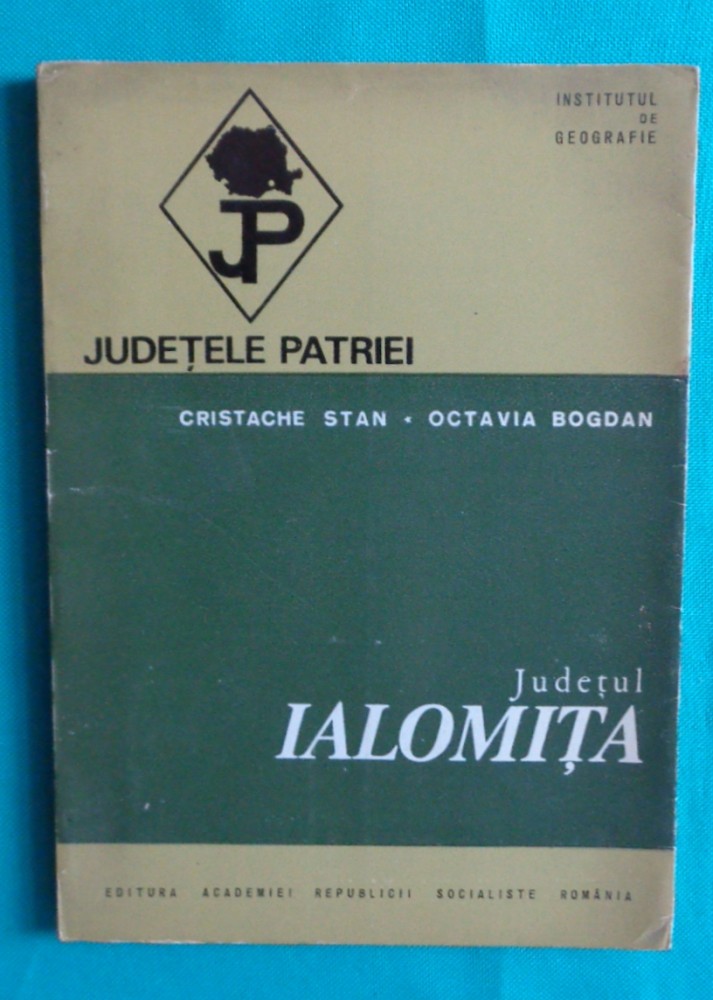 INSTITUTUL
DE
GEOGRAFIE
JP
JUDEȚELE PATRIEI
CRISTACHE STAN • OCTAVIA BOGDAN
Județul
IALOMIȚA
EDITURA ACADEMIEI REPUBLICII SOCIALISTE ROMÂNIA